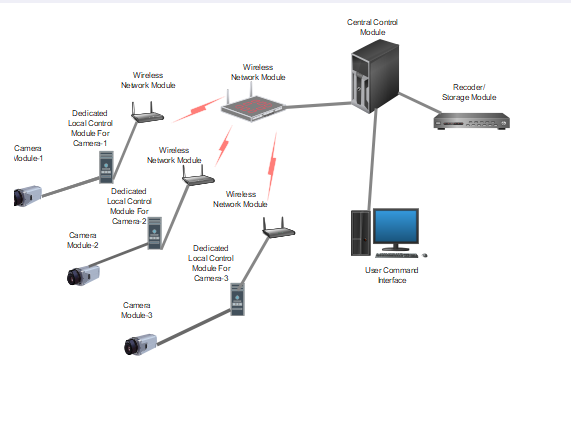 Central Control
Module
Wireless
Network Module
Wireless
Network Module
Recoder/
Storage Module
Dedicated
Local Control
Module For
Camera-1
Camera
Module-1
Wireless
Network Module
Dedicated
Local Control
Module For
Camera-2
Wireless
Network Module
Camera
Module-2
Dedicated
Local Control
Module For
Camera-3
User Command
Interface
Camera
Module-3